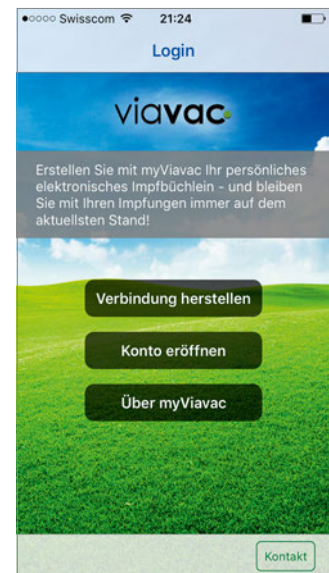 Swisscom 21:24
Login
viavac
Erstellen Sie mit myViavac Ihr persönliches
elektronisches Impfbüchlein - und bleiben
Sie mit Ihren Impfungen immer auf dem
aktuellsten Stand!
Verbindung herstellen
Konto eröffnen
Über myViavac
Kontakt